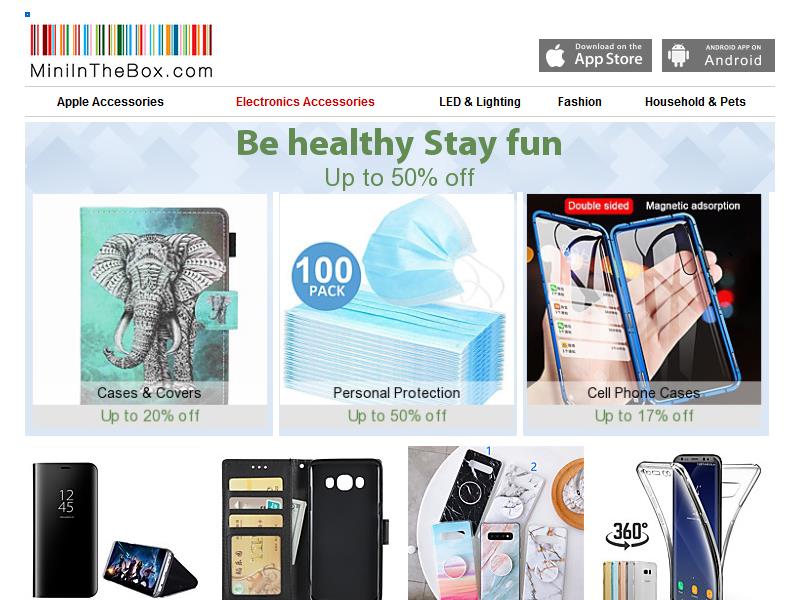 MiniInTheBox.com
Download on the
App Store
ANDROID APP ON
Android
Apple Accessories
Electronics Accessories
LED & Lighting
Fashion
Household & Pets
Be healthy Stay fun
Up to 50% off
Double sided
Magnetic adsorption
100
PACK
Cases & Covers
Personal Protection
Cell Phone Cases
Up to 20% off
Up to 50% off
Up to 17% off
1
2
12
45
360°